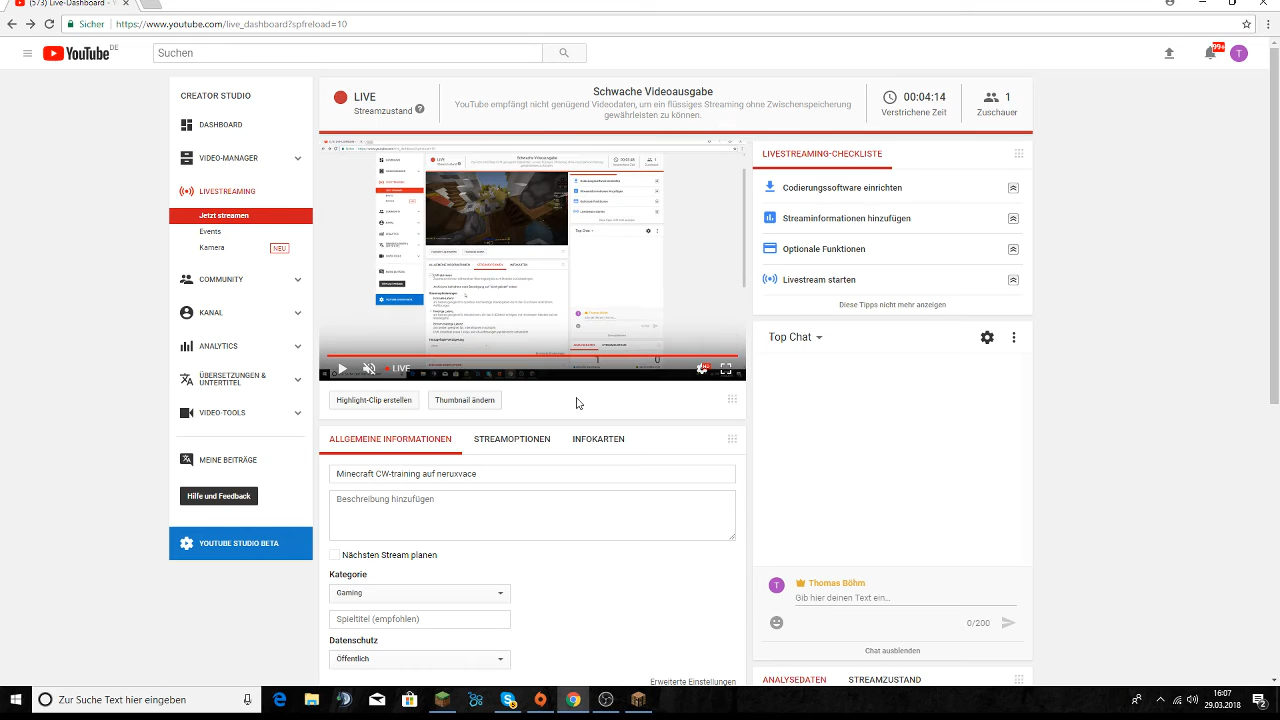 (573) Live-Dashboard - Y
Sicher https://www.youtube.com/live_dashboard?spfreload=10
YouTube DE
Suchen
99+
T
CREATOR STUDIO
DASHBOARD
VIDEO-MANAGER
LIVESTREAMING
Jetzt streamen
Events
Kamera NEU
COMMUNITY
KANAL
ANALYTICS
ÜBERSETZUNGEN &
UNTERTITEL
VIDEO-TOOLS
MEINE BEITRÄGE
Hilfe und Feedback
YOUTUBE STUDIO BETA
LIVE
Streamzustand ?
Schwache Videoausgabe
YouTube empfängt nicht genügend Videodaten, um ein flüssiges Streaming ohne Zwischenspeicherung
gewährleisten zu können.
00:04:14
Verstrichene Zeit
1
Zuschauer
LIVE
Highlight-Clip erstellen
Thumbnail ändern
ALLGEMEINE INFORMATIONEN
STREAMOPTIONEN
INFOKARTEN
Minecraft CW-training auf neruxvace
Beschreibung hinzufügen
Nächsten Stream planen
Kategorie
Gaming
Spieltitel (empfohlen)
Datenschutz
Öffentlich
Erweiterte Einstellungen
LIVESTREAMING-CHECKLISTE
Codierungssoftware einrichten
Streaminformationen hinzufügen
Optionale Funktionen
Livestream starten
Diese Tipps nicht mehr anzeigen
Top Chat
T
Thomas Böhm
Gib hier deinen Text ein...
0/200
Chat ausblenden
ANALYSEDATEN
STREAMZUSTAND
Zur Suche Text hier eingeben
16:07